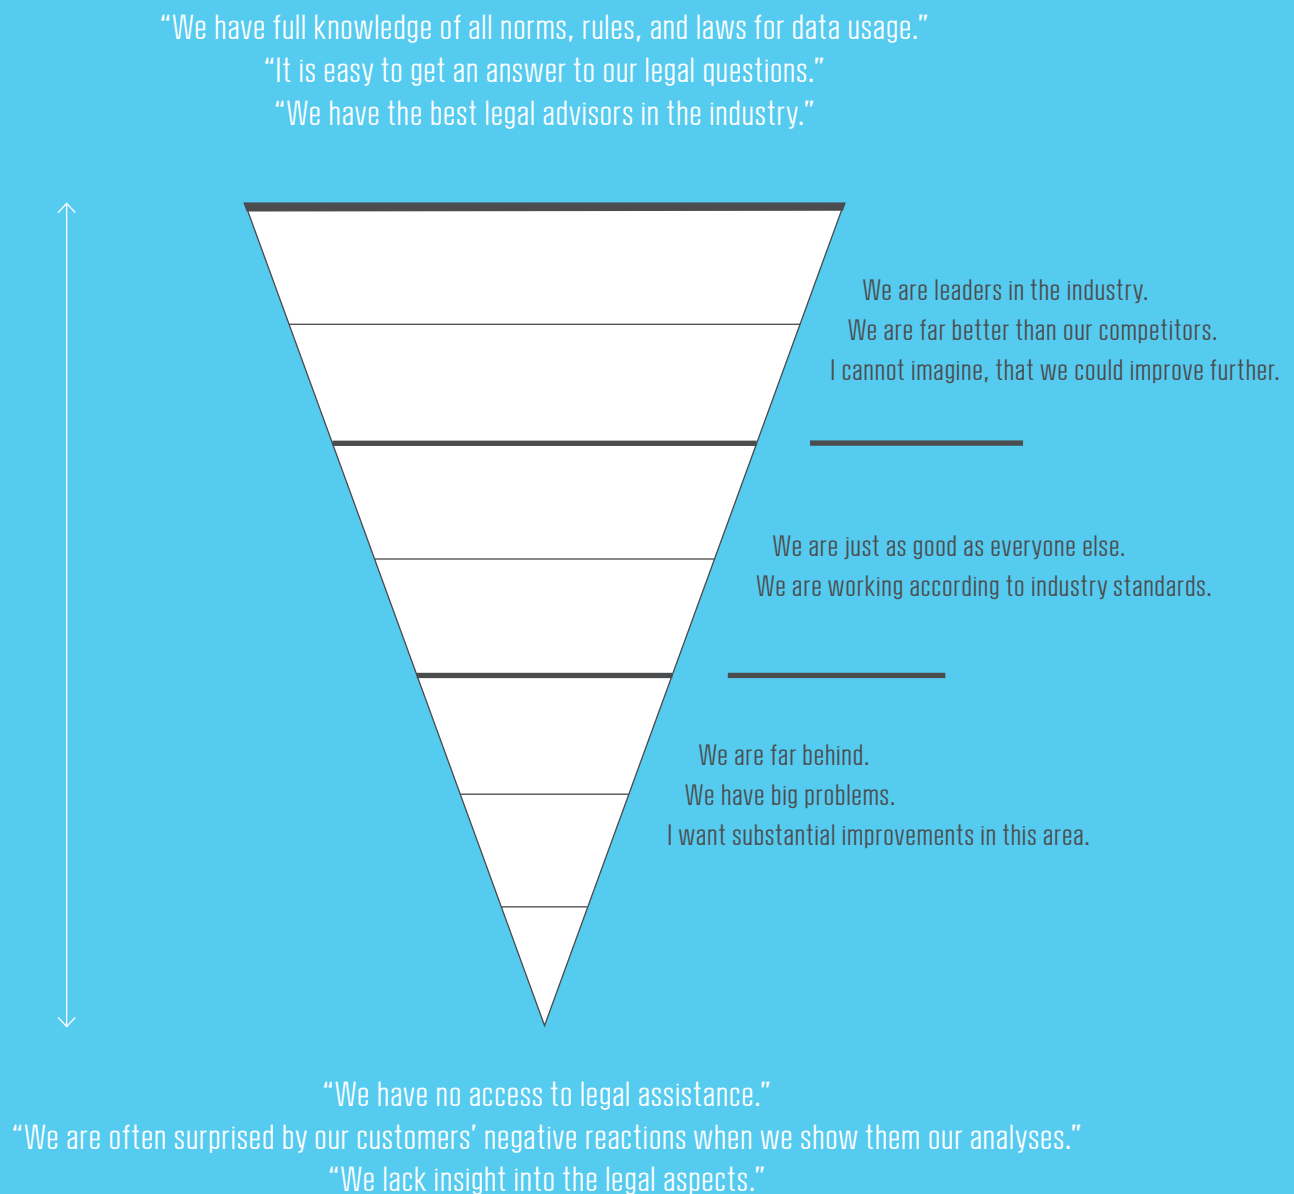 “We have full knowledge of all norms, rules, and laws for data usage.”
“It is easy to get an answer to our legal questions.”
“We have the best legal advisors in the industry.”
We are leaders in the industry.
We are far better than our competitors.
I cannot imagine, that we could improve further.
We are just as good as everyone else.
We are working according to industry standards.
We are far behind.
We have big problems.
I want substantial improvements in this area.
“We have no access to legal assistance.”
“We are often surprised by our customers’ negative reactions when we show them our analyses.”
“We lack insight into the legal aspects.”